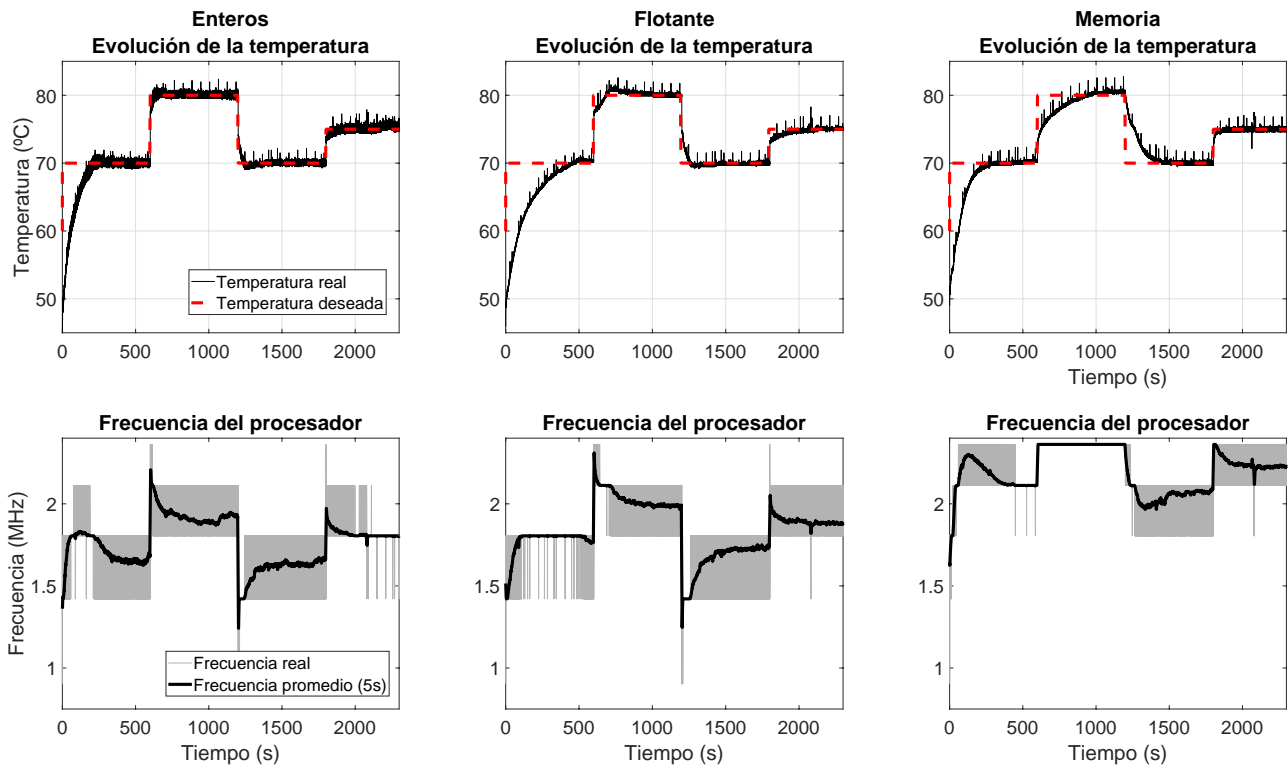 Enteros
Evolución de la temperatura
Flotante
Evolución de la temperatura
Memoria
Evolución de la temperatura
Temperatura (ºC)
80
70
60
50
Temperatura real
Temperatura deseada
0 500 1000 1500 2000
0 500 1000 1500 2000
0 500 1000 1500 2000
80
70
60
50
80
70
60
50
Tiempo (s)
Frecuencia del procesador
Frecuencia del procesador
Frecuencia del procesador
Frecuencia (MHz)
2
1.5
1
Frecuencia real
Frecuencia promedio (5s)
2
1.5
1
2
1.5
1
0 500 1000 1500 2000
0 500 1000 1500 2000
0 500 1000 1500 2000
Tiempo (s)
Tiempo (s)
Tiempo (s)